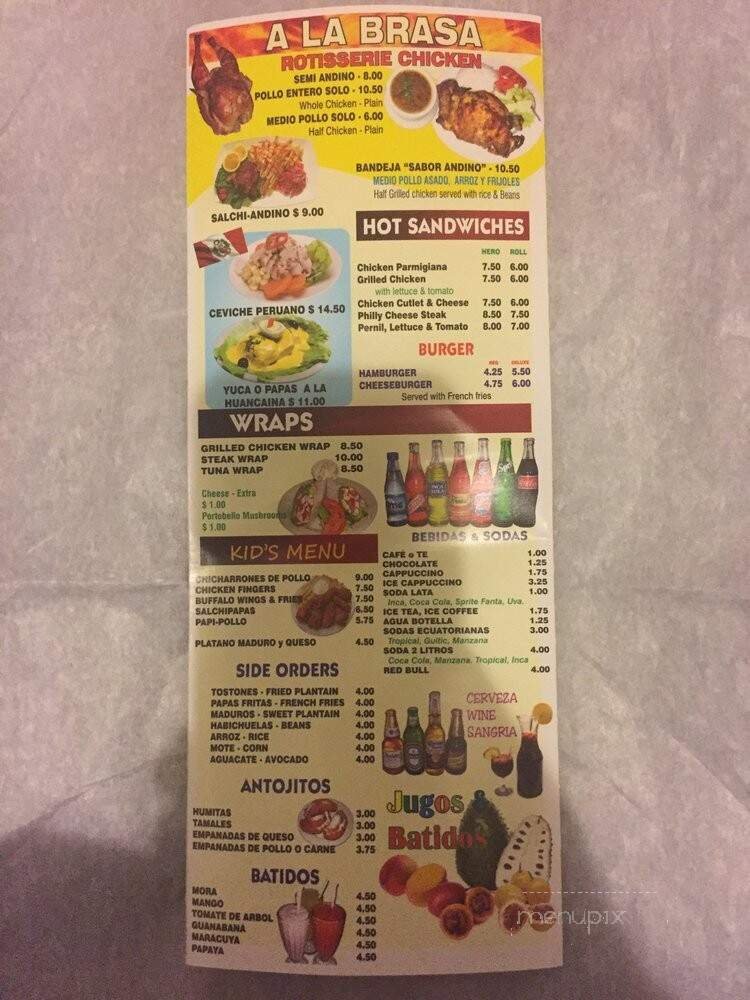 A LA BRASA
ROTISSERIE CHICKEN
SEMI ANDINO - 8.00
POLLO ENTERO SOLO - 10.50
Whole Chicken - Plain
MEDIO POLLO SOLO - 6.00
Half Chicken - Plain
BANDEJA "SABOR ANDINO" - 10.50
MEDIO POLLO ASADO, ARROZ Y FRIJOLES
Half Grilled chicken served with rice & Beans
SALCHI-ANDINO $ 9.00
CEVICHE PERUANO $ 14.50
YUCA O PAPAS A LA
HUANCAINA $ 11.00
HOT SANDWICHES
HERO ROLL
Chicken Parmigiana 7.50 6.00
Grilled Chicken 7.50 6.00
with lettuce & tomato
Chicken Cutlet & Cheese 7.50 6.00
Philly Cheese Steak 8.50 7.50
Pernil, Lettuce & Tomato 8.00 7.00
BURGER
REG DELUXE
HAMBURGER 4.25 5.50
CHEESEBURGER 4.75 6.00
Served with French fries
WRAPS
GRILLED CHICKEN WRAP 8.50
STEAK WRAP 10.00
TUNA WRAP 8.50
Cheese - Extra
$ 1.00
Portobello Mushrooms
$ 1.00
KID'S MENU
CHICHARRONES DE POLLO 9.00
CHICKEN FINGERS 7.50
BUFFALO WINGS & FRIES 7.50
SALCHIPAPAS 6.50
PAPI-POLLO 5.75
PLATANO MADURO y QUESO 4.50
SIDE ORDERS
TOSTONES - FRIED PLANTAIN 4.00
PAPAS FRITAS - FRENCH FRIES 4.00
MADUROS - SWEET PLANTAIN 4.00
HABICHUELAS - BEANS 4.00
ARROZ - RICE 4.00
MOTE - CORN 4.00
AGUACATE - AVOCADO 4.00
ANTOJITOS
HUMITAS 3.00
TAMALES 3.00
EMPANADAS DE QUESO 3.00
EMPANADAS DE POLLO O CARNE 3.75
BATIDOS
MORA 4.50
MANGO 4.50
TOMATE DE ARBOL 4.50
GUANABANA 4.50
MARACUYA 4.50
PAPAYA 4.50
BEBIDAS & SODAS
CAFÉ o TE 1.00
CHOCOLATE 1.25
CAPPUCCINO 1.75
ICE CAPPUCCINO 3.25
SODA LATA 1.00
Inca, Coca Cola, Sprite Fanta, Uva.
ICE TEA, ICE COFFEE 1.75
AGUA BOTELLA 1.25
SODAS ECUATORIANAS 3.00
Tropical, Guitic, Manzana
SODA 2 LITROS 4.00
Coca Cola, Manzana, Tropical, Inca
RED BULL 4.00
CERVEZA
WINE
SANGRIA
Jugos &
Batidos
menupix